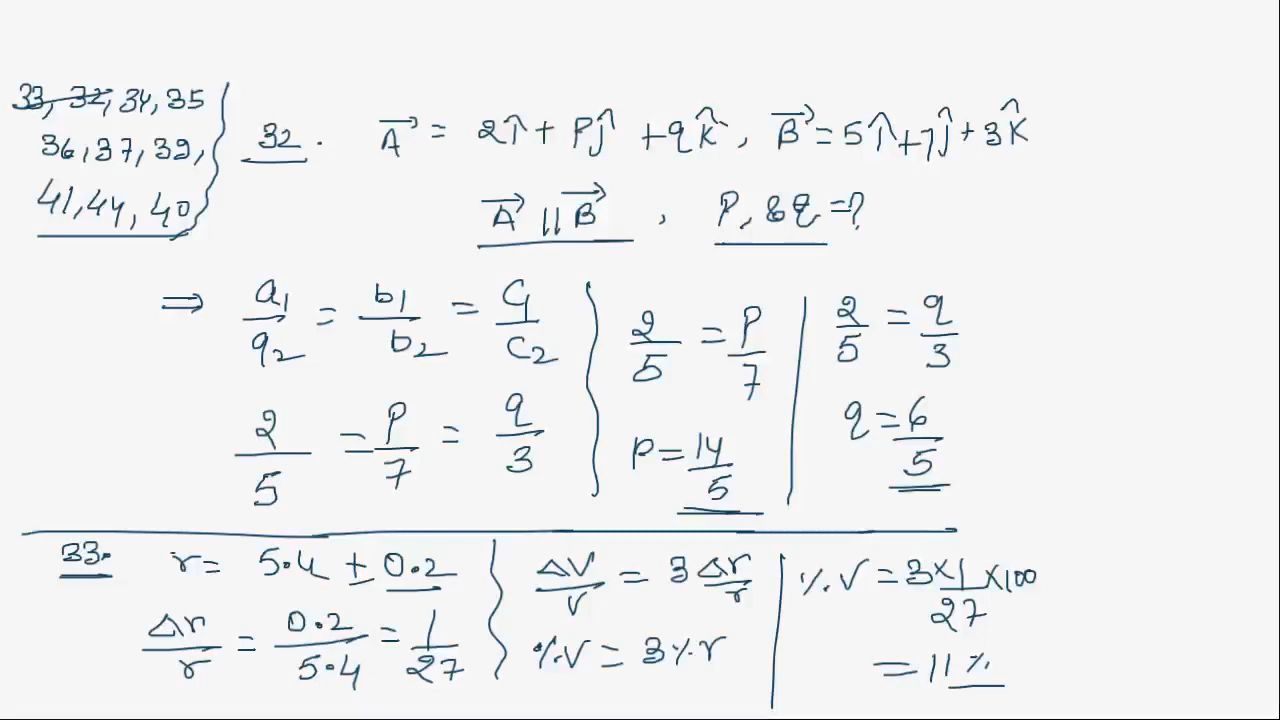 33, 32, 34, 35
36, 37, 39,
41, 44, 40
32. A⃗ = 2î + Pĵ + qk̂, B⃗ = 5î + 7ĵ + 3k̂
A⃗ || B⃗ , P, & q = ?
⇒ a1/a2 = b1/b2 = C1/C2
2/5 = P/7 = q/3
2/5 = P/7
P = 14/5
2/5 = q/3
q = 6/5
33. r = 5.4 ± 0.2
Δr/r = 0.2/5.4 = 1/27
ΔV/V = 3 Δr/r
%V = 3 % r
%V = 3×1/27 ×100
= 11 %